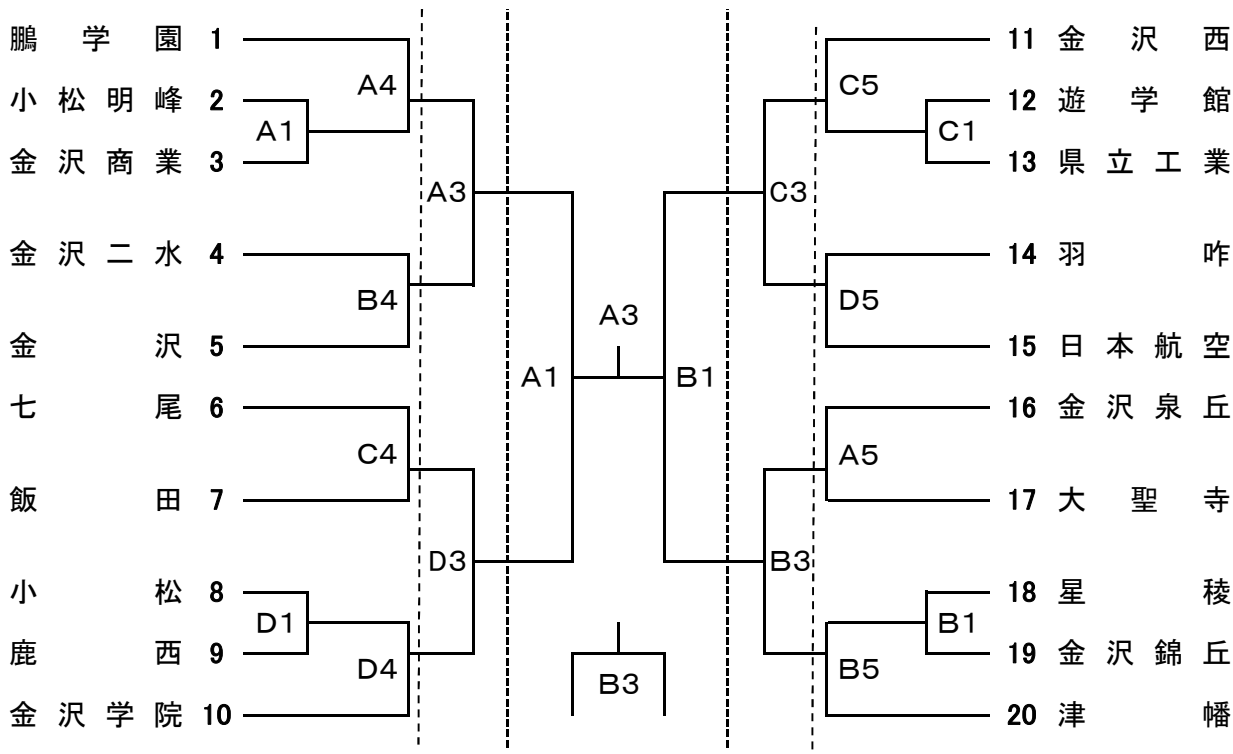 鵬学園 1
11 金沢西
A4
C5
小松明峰 2
12 遊学館
A1
C1
金沢商業 3
13 県立工業
A3
C3
金沢二水 4
14 羽咋
B4
D5
A3
金沢 5
15 日本航空
A1
B1
七尾 6
16 金沢泉丘
C4
A5
飯田 7
17 大聖寺
D3
B3
小松 8
18 星稜
D1
B1
鹿西 9
19 金沢錦丘
D4
B3
B5
金沢学院 10
20 津幡